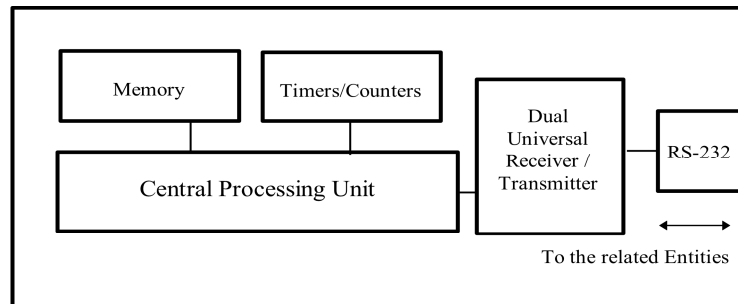 Memory
Timers/Counters
Dual
Universal
Receiver /
Transmitter
RS-232
Central Processing Unit
To the related Entities